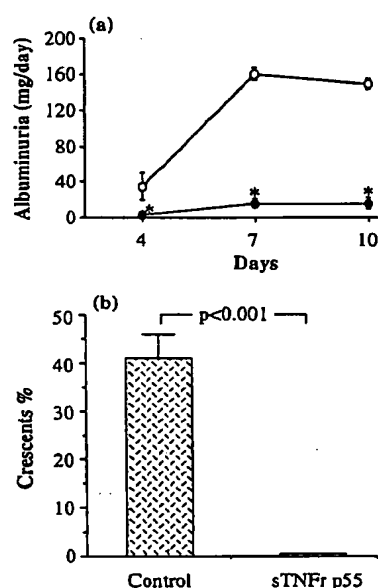 (a)
Albuminuria (mg/day)
200
160
120
80
40
0
*
*
*
4
7
10
Days
(b)
Crescents %
50
40
30
20
10
0
p<0.001
Control
sTNFr p55